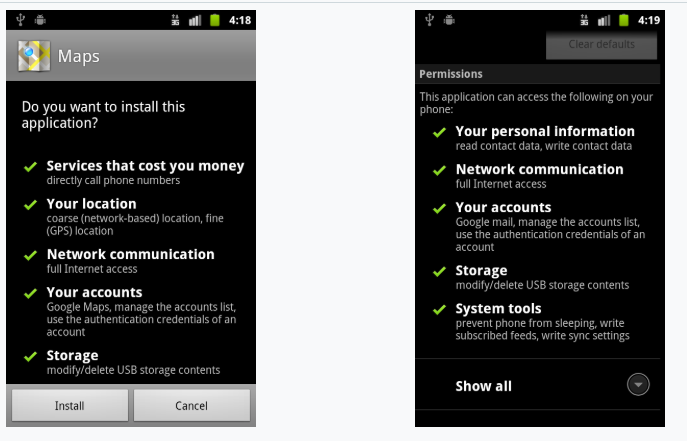 4:18
Maps
Do you want to install this
application?
Services that cost you money
directly call phone numbers
Your location
coarse (network-based) location, fine
(GPS) location
Network communication
full Internet access
Your accounts
Google Maps, manage the accounts list,
use the authentication credentials of an
account
Storage
modify/delete USB storage contents
Install
Cancel
4:19
Clear defaults
Permissions
This application can access the following on your
phone:
Your personal information
read contact data, write contact data
Network communication
full Internet access
Your accounts
Google mail, manage the accounts list,
use the authentication credentials of an
account
Storage
modify/delete USB storage contents
System tools
prevent phone from sleeping, write
subscribed feeds, write sync settings
Show all